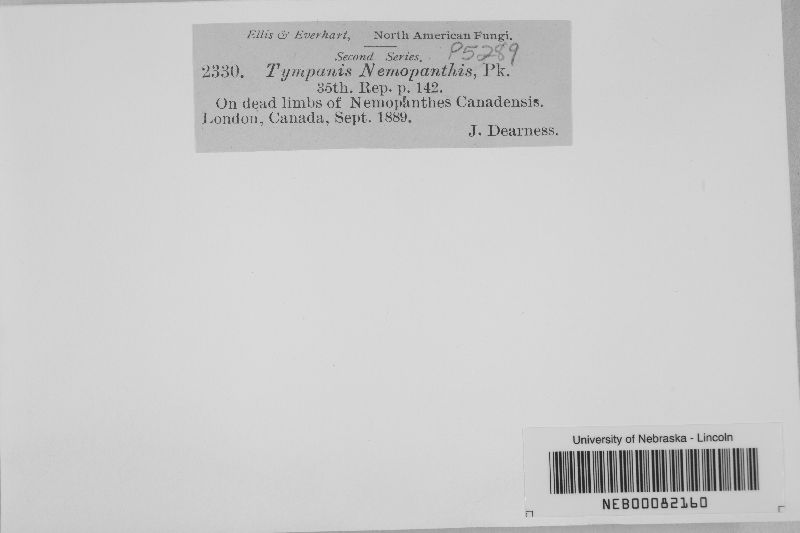 Ellis & Everhart, North American Fungi.
Second Series. P5289
2330. Tympanis Nemopanthis, Pk.
35th. Rep. p. 142.
On dead limbs of Nemopanthes Canadensis.
London, Canada, Sept. 1889.
J. Dearness.
University of Nebraska - Lincoln
NEB00082160